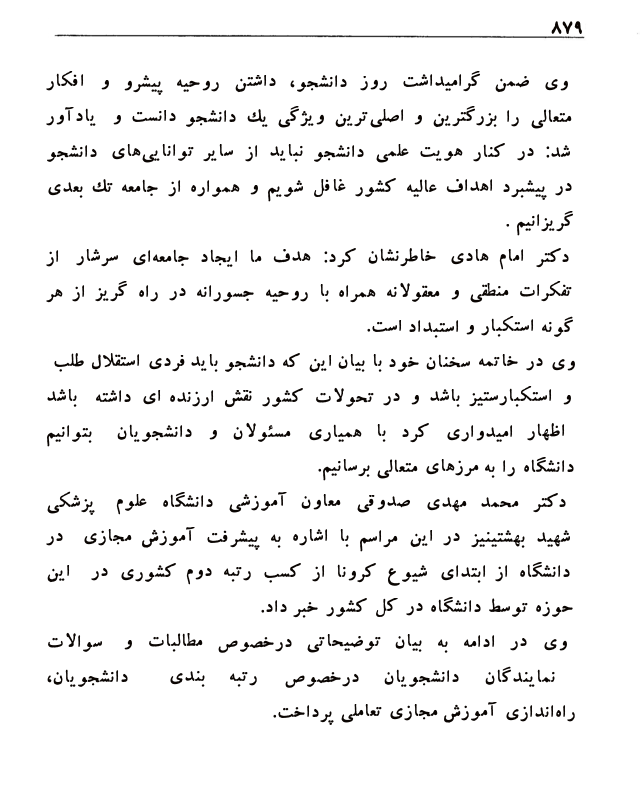 ۸۷۹
وی ضمن گرامیداشت روز دانشجو، داشتن روحیه پیشرو و افکار
متعالی را بزرگترین و اصلی‌ترین ویژگی یك دانشجو دانست و یادآور
شد: در کنار هویت علمی دانشجو نباید از سایر توانایی‌های دانشجو
در پیشبرد اهداف عالیه کشور غافل شویم و همواره از جامعه تك بعدی
گریزانیم .
دکتر امام هادی خاطرنشان کرد: هدف ما ایجاد جامعه‌ای سرشار از
تفکرات منطقی و معقولانه همراه با روحیه جسورانه در راه گریز از هر
گونه استکبار و استبداد است.
وی در خاتمه سخنان خود با بیان این که دانشجو باید فردی استقلال طلب
و استکبارستیز باشد و در تحولات کشور نقش ارزنده ای داشته باشد
اظهار امیدواری کرد با همیاری مسئولان و دانشجویان بتوانیم
دانشگاه را به مرزهای متعالی برسانیم.
دکتر محمد مهدی صدوقی معاون آموزشی دانشگاه علوم پزشکی
شهید بهشتینیز در این مراسم با اشاره به پیشرفت آموزش مجازی در
دانشگاه از ابتدای شیوع کرونا از کسب رتبه دوم کشوری در این
حوزه توسط دانشگاه در کل کشور خبر داد.
وی در ادامه به بیان توضیحاتی درخصوص مطالبات و سوالات
نمایندگان دانشجویان درخصوص رتبه بندی دانشجویان،
راه‌اندازی آموزش مجازی تعاملی پرداخت.